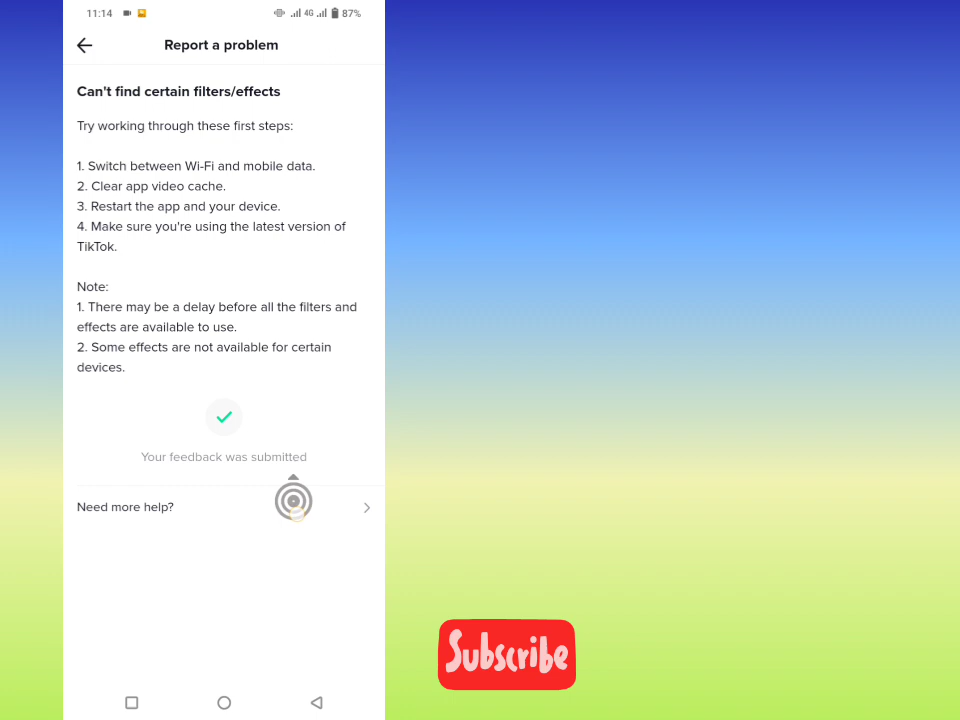 11:14 4G 87%
Report a problem
Can't find certain filters/effects
Try working through these first steps:
1. Switch between Wi-Fi and mobile data.
2. Clear app video cache.
3. Restart the app and your device.
4. Make sure you're using the latest version of
TikTok.
Note:
1. There may be a delay before all the filters and
effects are available to use.
2. Some effects are not available for certain
devices.
Your feedback was submitted
Need more help?
Subscribe